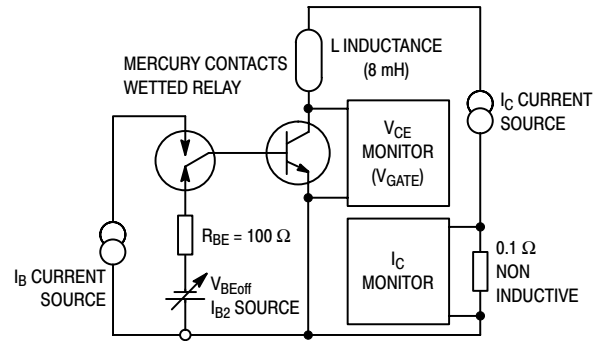 L INDUCTANCE
(8 mH)
MERCURY CONTACTS
WETTED RELAY
I_C CURRENT
SOURCE
V_CE
MONITOR
(V_GATE)
R_BE = 100 Ω
I_B CURRENT
SOURCE
V_BEoff
I_B2 SOURCE
I_C
MONITOR
0.1 Ω
NON
INDUCTIVE